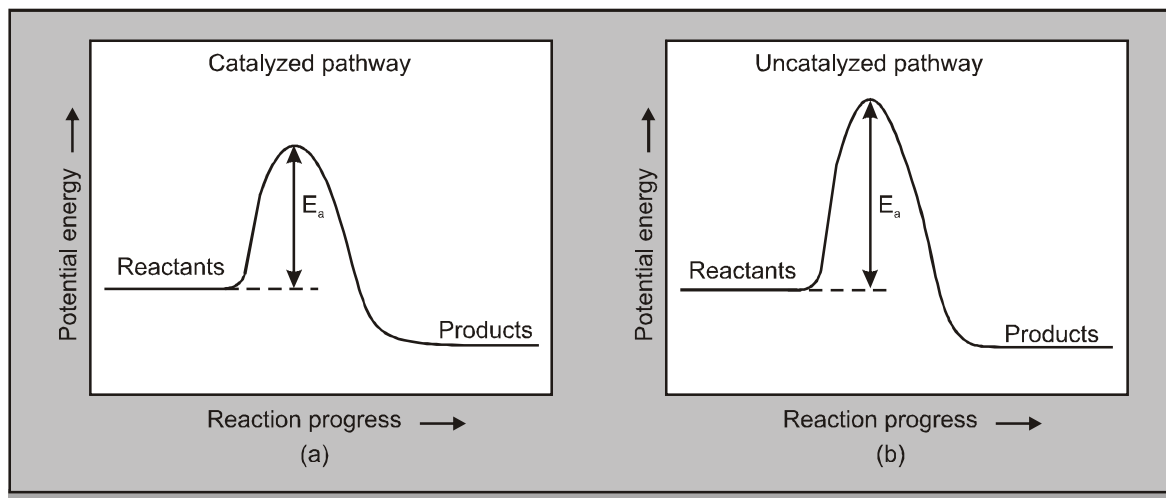 Catalyzed pathway
Potential energy
Reactants
Eₐ
Products
Reaction progress
(a)
Uncatalyzed pathway
Potential energy
Reactants
Eₐ
Products
Reaction progress
(b)